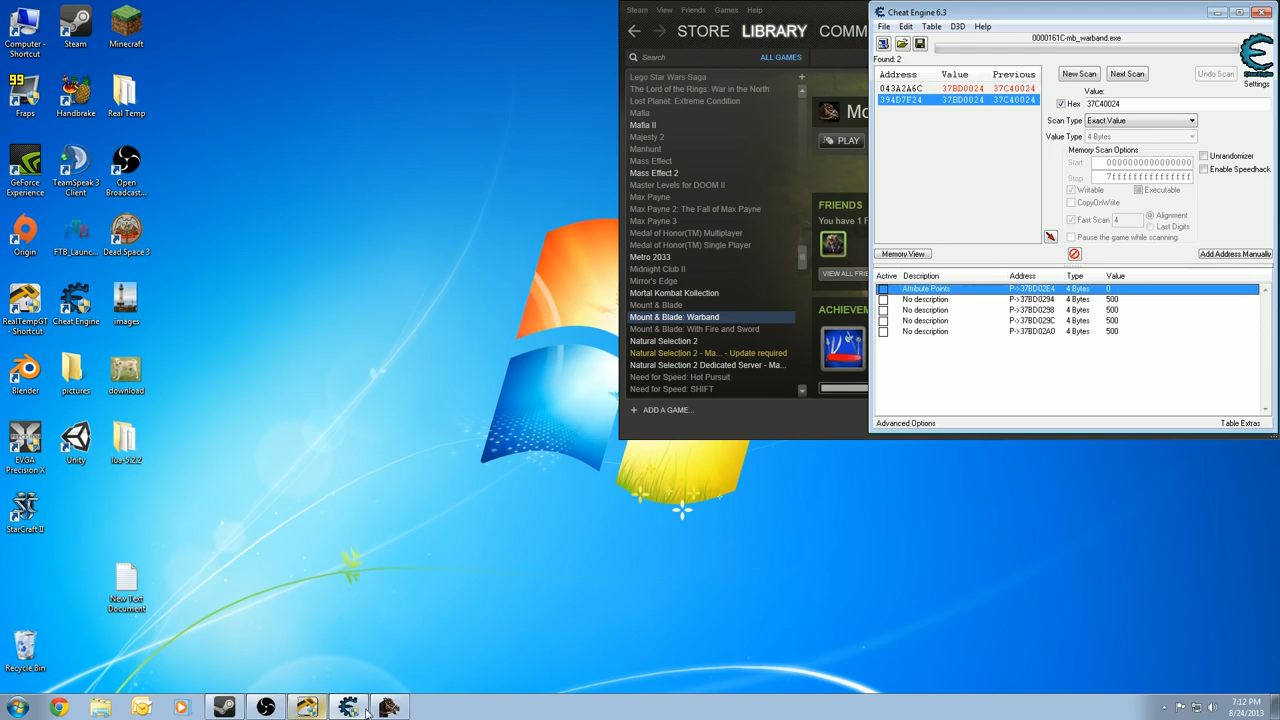 Computer - Shortcut
Steam
Minecraft
99
Fraps
Handbrake
Real Temp
GeForce Experience
TeamSpeak 3 Client
Open Broadcast...
Origin
FTB_Launc...
Dead Space 3
RealTempGT - Shortcut
Cheat Engine
images
Blender
pictures
download
EVGA Precision X
Unity
lua-5.2.2
StarCraft II
New Text Document
Recycle Bin
Steam View Friends Games Help
STORE LIBRARY COMM
Search ALL GAMES
Lego Star Wars Saga
The Lord of the Rings: War in the North
Lost Planet: Extreme Condition
Mafia
Mafia II
Majesty 2
Manhunt
Mass Effect
Mass Effect 2
Master Levels for DOOM II
Max Payne
Max Payne 2: The Fall of Max Payne
Max Payne 3
Medal of Honor(TM) Multiplayer
Medal of Honor(TM) Single Player
Metro 2033
Midnight Club II
Mirror's Edge
Mortal Kombat Kollection
Mount & Blade
Mount & Blade: Warband
Mount & Blade: With Fire and Sword
Natural Selection 2
Natural Selection 2 - Ma... - Update required
Natural Selection 2 Dedicated Server - Ma...
Need for Speed: Hot Pursuit
Need for Speed: SHIFT
+ ADD A GAME...
Mo
PLAY
FRIENDS
You have 1 F
VIEW ALL FRIE
ACHIEVEM
Cheat Engine 6.3
File Edit Table D3D Help
0000161C-mb_warband.exe
Found: 2
Address Value Previous
043A2A6C 37BD0024 37C40024
394D7F24 37BD0024 37C40024
New Scan Next Scan Undo Scan
Settings
Value:
Hex 37C40024
Scan Type Exact Value
Value Type 4 Bytes
Memory Scan Options
Start 0000000000000000
Stop 7fffffffffffffff
Writable Executable
CopyOnWrite
Fast Scan 4 Alignment
Last Digits
Pause the game while scanning
Unrandomizer
Enable Speedhack
Memory View Add Address Manually
Active Description Address Type Value
Attribute Points P->37BD02E4 4 Bytes 0
No description P->37BD0294 4 Bytes 500
No description P->37BD0298 4 Bytes 500
No description P->37BD029C 4 Bytes 500
No description P->37BD02A0 4 Bytes 500
Advanced Options Table Extras
7:12 PM
8/24/2013